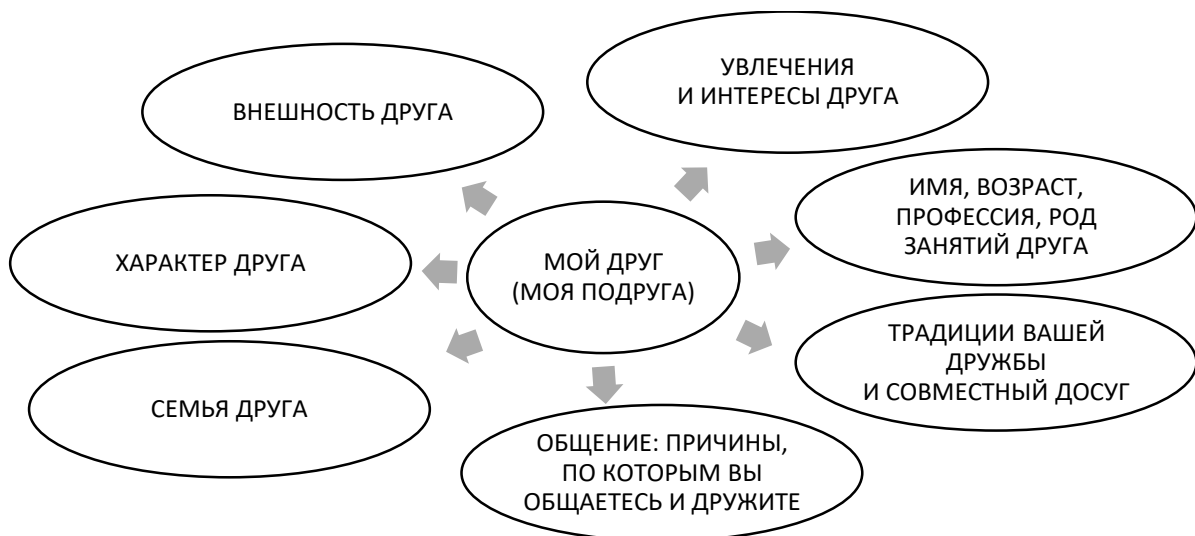 УВЛЕЧЕНИЯ
И ИНТЕРЕСЫ ДРУГА
ВНЕШНОСТЬ ДРУГА
ИМЯ, ВОЗРАСТ,
ПРОФЕССИЯ, РОД
ЗАНЯТИЙ ДРУГА
ХАРАКТЕР ДРУГА
МОЙ ДРУГ
(МОЯ ПОДРУГА)
ТРАДИЦИИ ВАШЕЙ
ДРУЖБЫ
И СОВМЕСТНЫЙ ДОСУГ
СЕМЬЯ ДРУГА
ОБЩЕНИЕ: ПРИЧИНЫ,
ПО КОТОРЫМ ВЫ
ОБЩАЕТЕСЬ И ДРУЖИТЕ